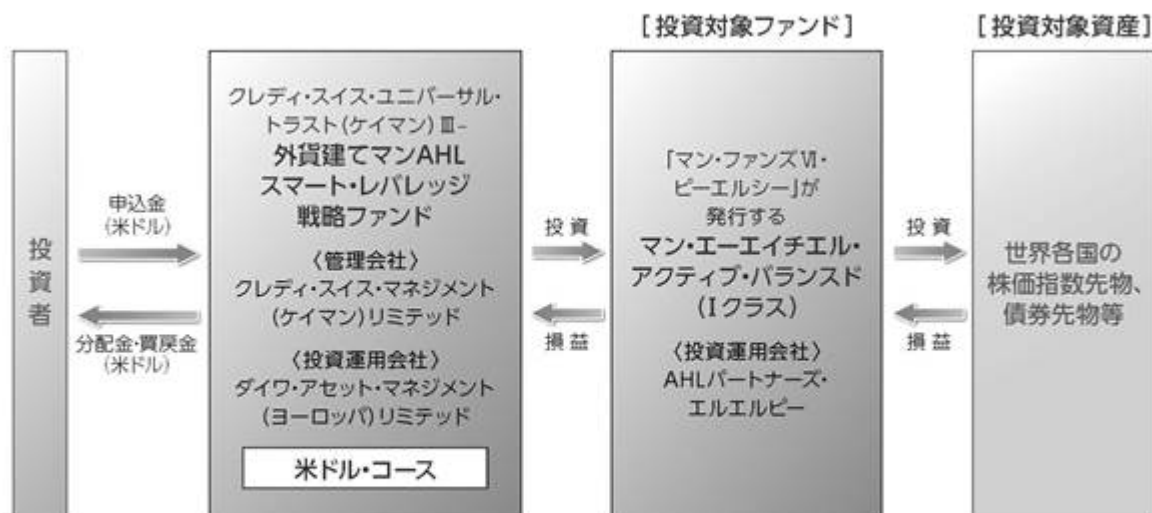 [投資対象ファンド]
[投資対象資産]
投資者
申込金
(米ドル)
分配金・買戻金
(米ドル)
クレディ・スイス・ユニバーサル・
トラスト(ケイマン)Ⅲ-
外貨建てマンAHL
スマート・レバレッジ
戦略ファンド
〈管理会社〉
クレディ・スイス・マネジメント
(ケイマン)リミテッド
〈投資運用会社〉
ダイワ・アセット・マネジメント
(ヨーロッパ)リミテッド
米ドル・コース
投資
損益
「マン・ファンズⅥ・
ピーエルシー」が
発行する
マン・エーエイチエル・
アクティブ・バランスド
(Iクラス)
〈投資運用会社〉
AHLパートナーズ・
エルエルピー
投資
損益
世界各国の
株価指数先物、
債券先物等